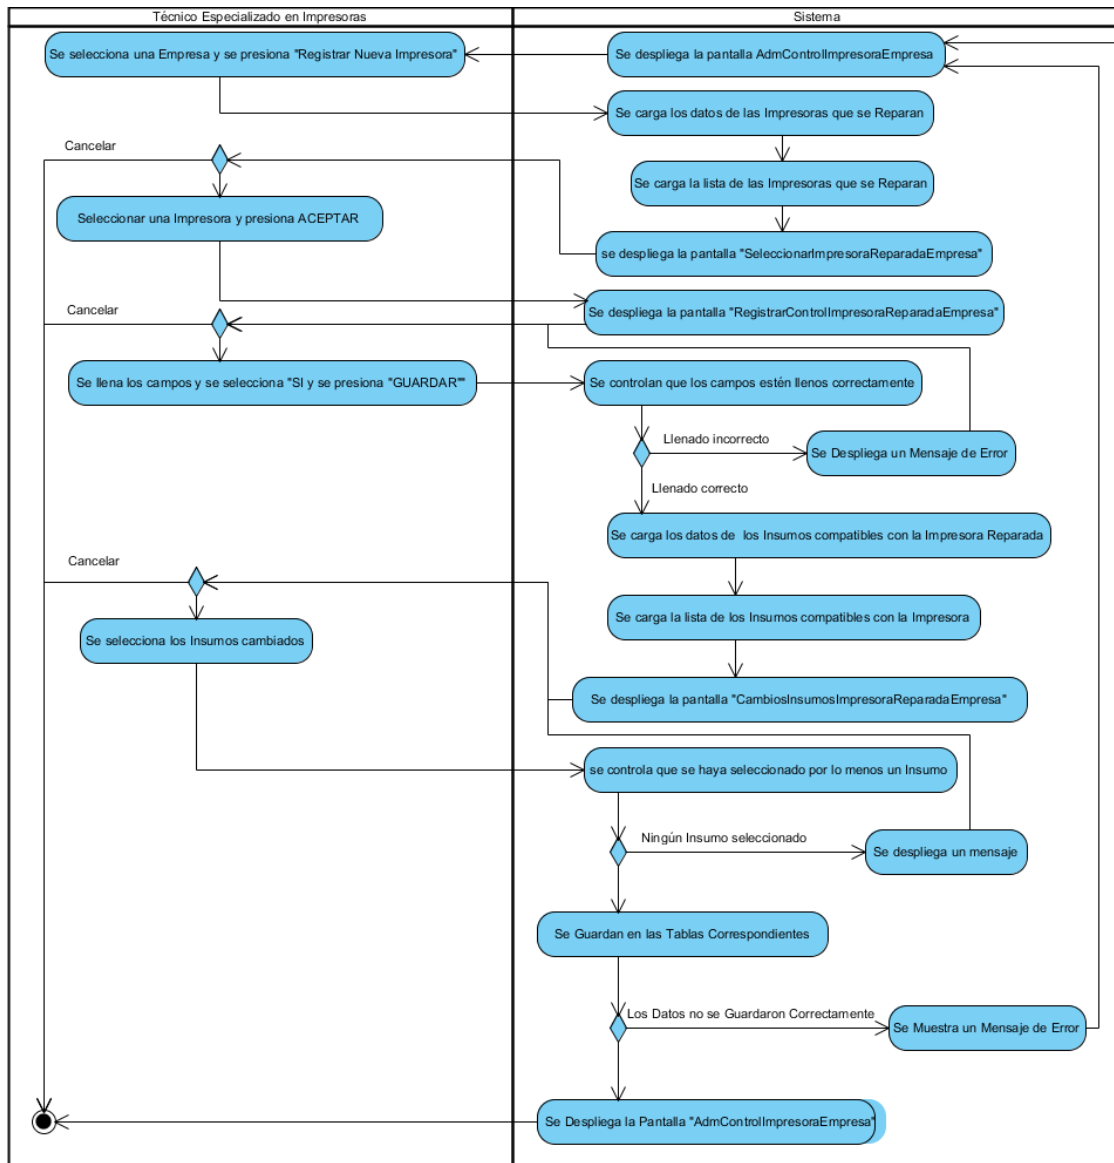 Técnico Especializado en Impresoras
Sistema
Se selecciona una Empresa y se presiona "Registrar Nueva Impresora"
Se despliega la pantalla AdmControlImpresoraEmpresa
Se carga los datos de las Impresoras que se Reparan
Cancelar
Se carga la lista de las Impresoras que se Reparan
Seleccionar una Impresora y presiona ACEPTAR
se despliega la pantalla "SeleccionarImpresoraReparadaEmpresa"
Se despliega la pantalla "RegistrarControlImpresoraReparadaEmpresa"
Cancelar
Se llena los campos y se selecciona "SI y se presiona "GUARDAR""
Se controlan que los campos estén llenos correctamente
Llenado incorrecto
Se Despliega un Mensaje de Error
Llenado correcto
Se carga los datos de los Insumos compatibles con la Impresora Reparada
Cancelar
Se carga la lista de los Insumos compatibles con la Impresora
Se selecciona los Insumos cambiados
Se despliega la pantalla "CambiosInsumosImpresoraReparadaEmpresa"
se controla que se haya seleccionado por lo menos un Insumo
Ningún Insumo seleccionado
Se despliega un mensaje
Se Guardan en las Tablas Correspondientes
Los Datos no se Guardaron Correctamente
Se Muestra un Mensaje de Error
Se Despliega la Pantalla "AdmControlImpresoraEmpresa"